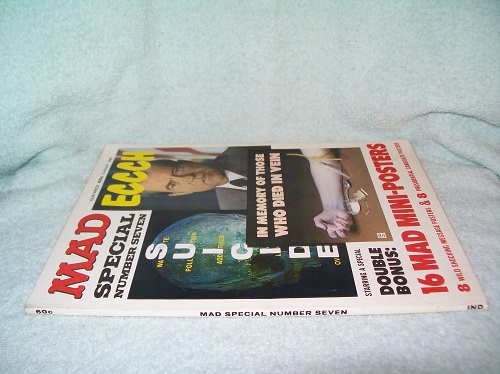 MAD
SPECIAL
NUMBER SEVEN
ECCCH
SUICIDE
IN MEMORY OF THOSE
WHO DIED IN VEIN
STARRING A SPECIAL
DOUBLE
BONUS:
16 MAD MINI-POSTERS
60¢
MAD SPECIAL NUMBER SEVEN
IND